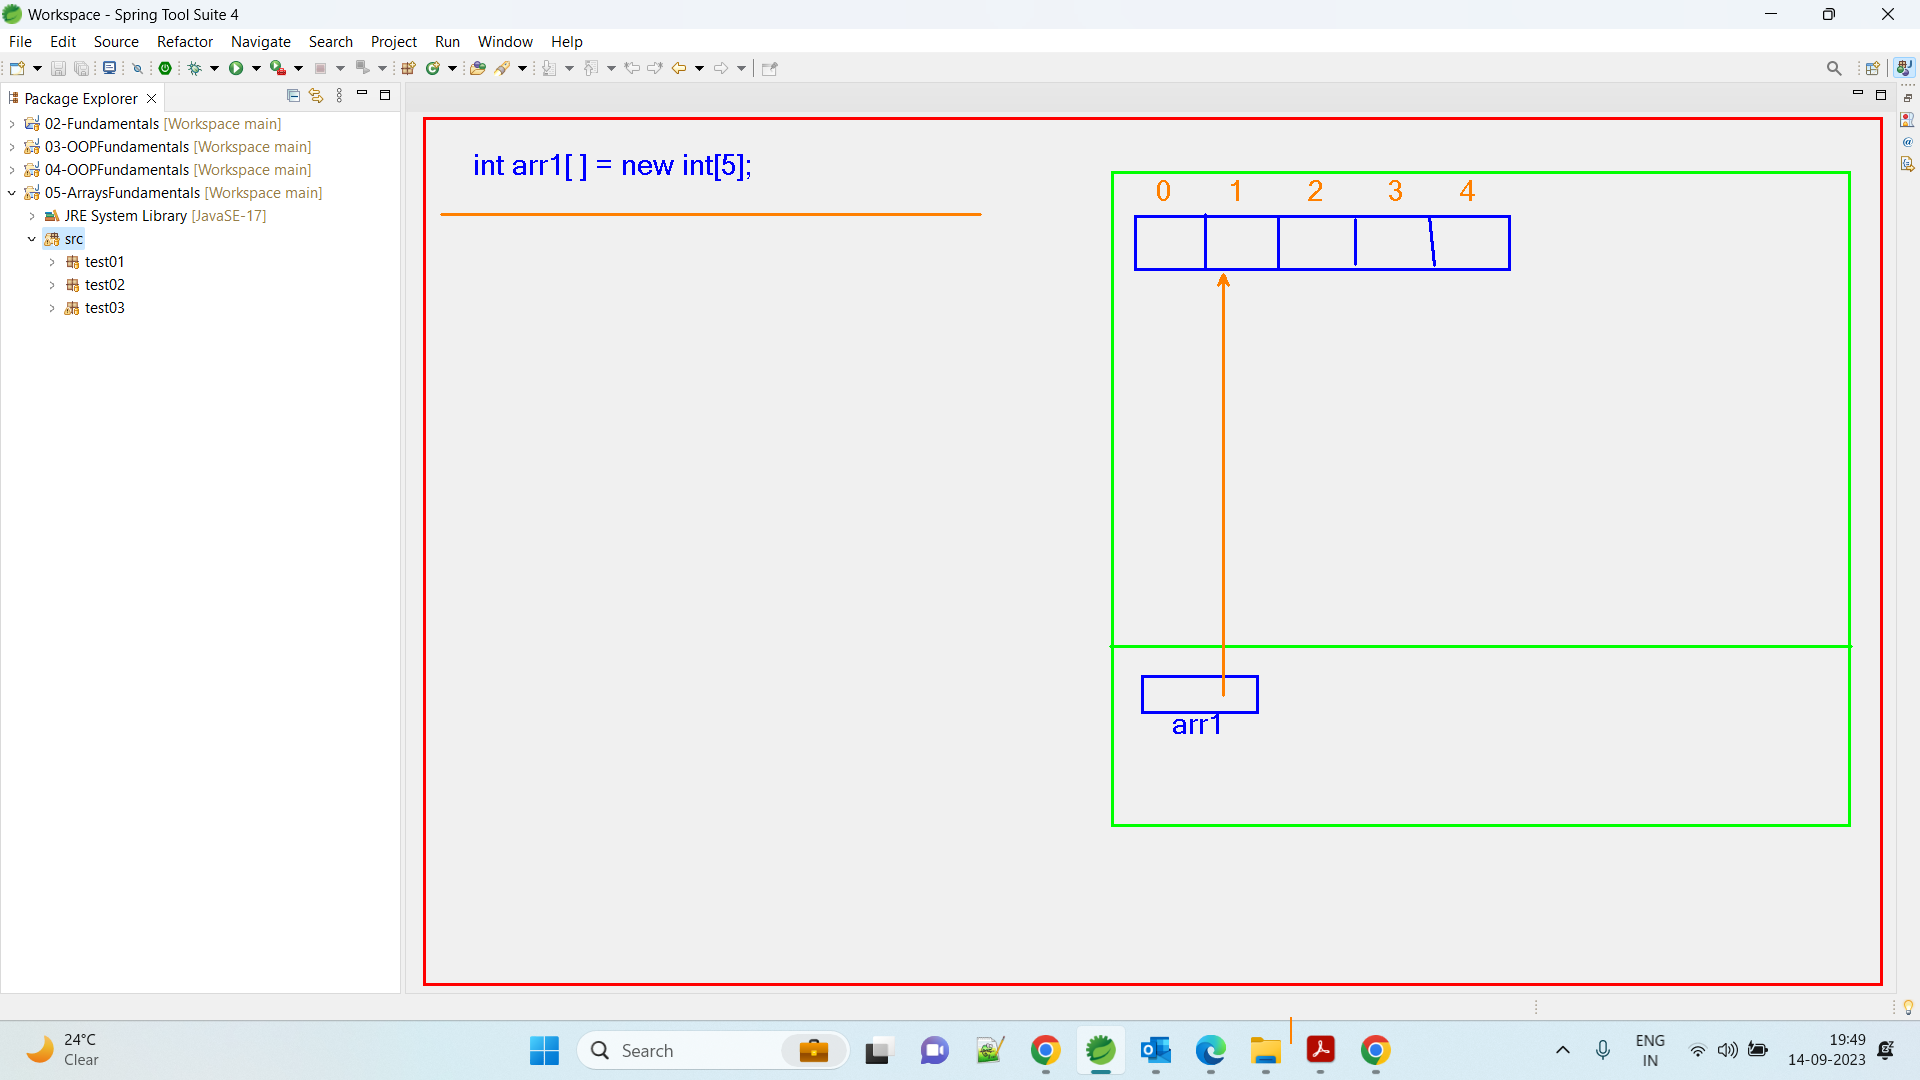 Workspace - Spring Tool Suite 4
File Edit Source Refactor Navigate Search Project Run Window Help
Package Explorer
02-Fundamentals [Workspace main]
03-OOPFundamentals [Workspace main]
04-OOPFundamentals [Workspace main]
05-ArraysFundamentals [Workspace main]
JRE System Library [JavaSE-17]
src
test01
test02
test03
int arr1[ ] = new int[5];
0 1 2 3 4
arr1
24°C
Clear
Search
ENG
IN
19:49
14-09-2023